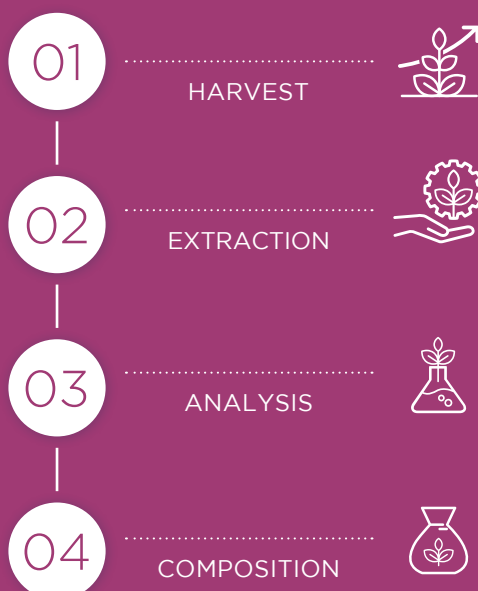 01
HARVEST
02
EXTRACTION
03
ANALYSIS
04
COMPOSITION